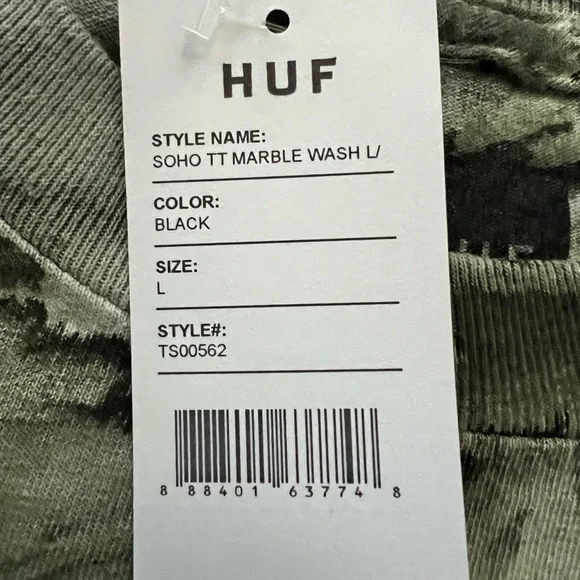 HUF
STYLE NAME:
SOHO TT MARBLE WASH L/
COLOR:
BLACK
SIZE:
L
STYLE#:
TS00562
8 88401 63774 8